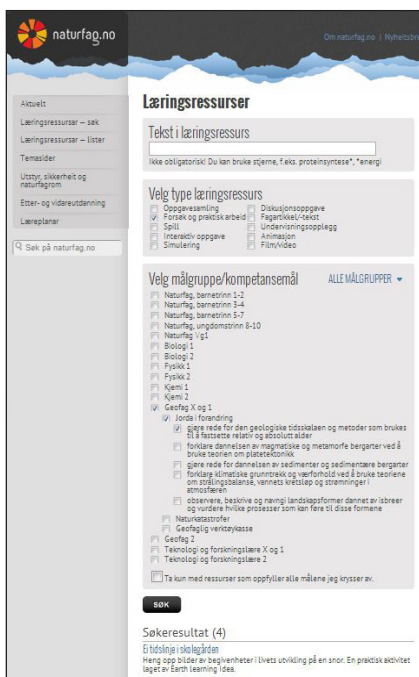 naturfag.no
Om naturfag.no | Nyhetsbre
Aktuelt
Læringsressursar – søk
Læringsressursar – lister
Temasider
Utstyr, sikkerheit og
naturfagrom
Etter- og vidareutdanning
Læreplanar
Søk på naturfag.no
Læringsressurser
Tekst i læringsressurs
Ikke obligatorisk! Du kan bruke stjerne, f.eks. proteinsyntese*, *energi
Velg type læringsressurs
Oppgavesamling
Diskusjonsoppgave
Forsøk og praktisk arbeid
Fagartikkel/-tekst
Spill
Undervisningsopplegg
Interaktiv oppgave
Animasjon
Simulering
Film/video
Velg målgruppe/kompetansemål
ALLE MÅLGRUPPER
Naturfag, barnetrinn 1-2
Naturfag, barnetrinn 3-4
Naturfag, barnetrinn 5-7
Naturfag, ungdomstrinn 8-10
Naturfag Vg1
Biologi 1
Biologi 2
Fysikk 1
Fysikk 2
Kjemi 1
Kjemi 2
Geofag X og 1
Jorda i forandring
gjøre rede for den geologiske tidsskalaen og metoder som brukes
til å fastsette relativ og absolutt alder
forklare dannelsen av magmatiske og metamorfe bergarter ved å
bruke teorien om platetektonikk
gjøre rede for dannelsen av sedimenter og sedimentære bergarter
forklare klimatiske grunntrekk og værforhold ved å bruke teoriene
om strålingsbalanse, vannets kretsløp og strømninger i
atmosfæren
observere, beskrive og navngi landskapsformer dannet av isbreer
og vurdere hvilke prosesser som kan føre til disse formene
Naturkatastrofer
Geofaglig verktøykasse
Geofag 2
Teknologi og forskningslære X og 1
Teknologi og forskningslære 2
Ta kun med ressurser som oppfyller alle målene jeg krysser av.
SØK
Søkeresultat (4)
Ei tidslinje i skolegården
Heng opp bilder av begivenheter i livets utvikling på en snor. En praktisk aktivitet
laget av Earth learning idea.